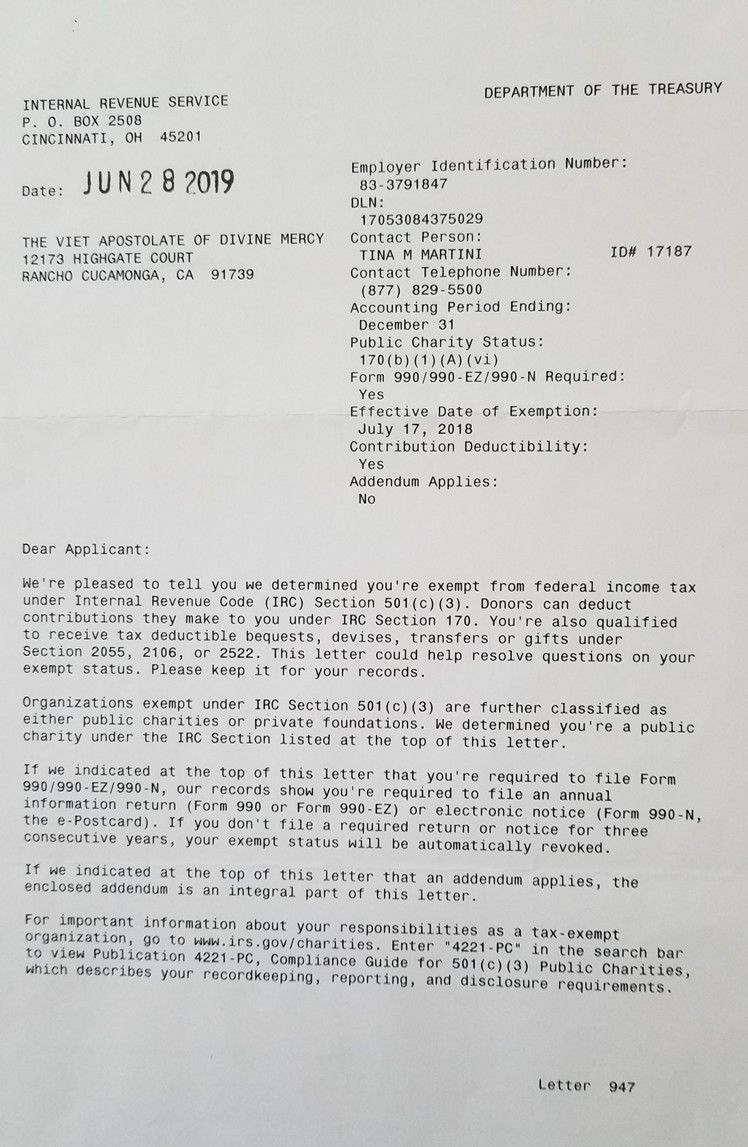 DEPARTMENT OF THE TREASURY
INTERNAL REVENUE SERVICE
P. O. BOX 2508
CINCINNATI, OH 45201
Date: JUN 28 2019
THE VIET APOSTOLATE OF DIVINE MERCY
12173 HIGHGATE COURT
RANCHO CUCAMONGA, CA 91739
Employer Identification Number:
83-3791847
DLN:
17053084375029
Contact Person:
TINA M MARTINI ID# 17187
Contact Telephone Number:
(877) 829-5500
Accounting Period Ending:
December 31
Public Charity Status:
170(b)(1)(A)(vi)
Form 990/990-EZ/990-N Required:
Yes
Effective Date of Exemption:
July 17, 2018
Contribution Deductibility:
Yes
Addendum Applies:
No
Dear Applicant:
We're pleased to tell you we determined you're exempt from federal income tax
under Internal Revenue Code (IRC) Section 501(c)(3). Donors can deduct
contributions they make to you under IRC Section 170. You're also qualified
to receive tax deductible bequests, devises, transfers or gifts under
Section 2055, 2106, or 2522. This letter could help resolve questions on your
exempt status. Please keep it for your records.
Organizations exempt under IRC Section 501(c)(3) are further classified as
either public charities or private foundations. We determined you're a public
charity under the IRC Section listed at the top of this letter.
If we indicated at the top of this letter that you're required to file Form
990/990-EZ/990-N, our records show you're required to file an annual
information return (Form 990 or Form 990-EZ) or electronic notice (Form 990-N,
the e-Postcard). If you don't file a required return or notice for three
consecutive years, your exempt status will be automatically revoked.
If we indicated at the top of this letter that an addendum applies, the
enclosed addendum is an integral part of this letter.
For important information about your responsibilities as a tax-exempt
organization, go to www.irs.gov/charities. Enter "4221-PC" in the search bar
to view Publication 4221-PC, Compliance Guide for 501(c)(3) Public Charities,
which describes your recordkeeping, reporting, and disclosure requirements.
Letter 947